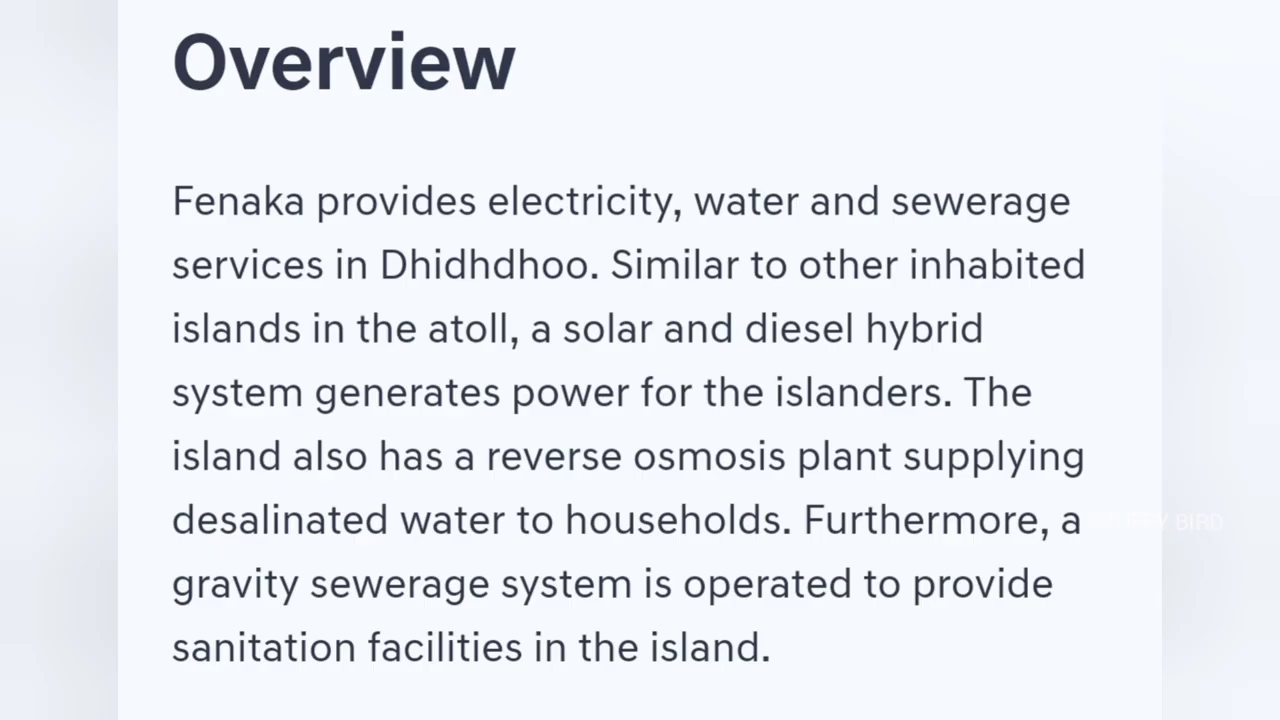 Overview
Fenaka provides electricity, water and sewerage
services in Dhidhdhoo. Similar to other inhabited
islands in the atoll, a solar and diesel hybrid
system generates power for the islanders. The
island also has a reverse osmosis plant supplying
desalinated water to households. Furthermore, a
gravity sewerage system is operated to provide
sanitation facilities in the island.
BIRD